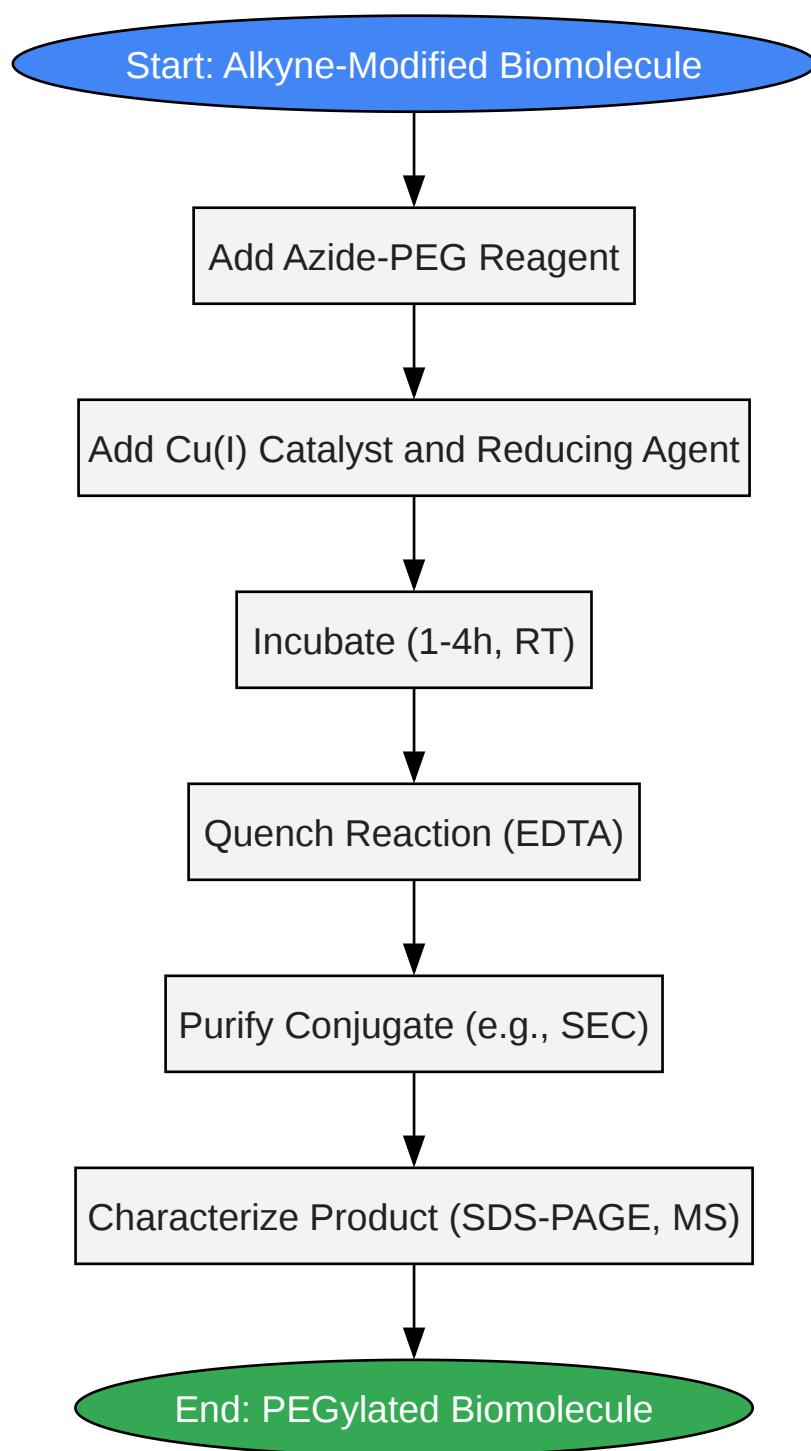 Start: Alkyne-Modified Biomolecule
Add Azide-PEG Reagent
Add Cu(I) Catalyst and Reducing Agent
Incubate (1-4h, RT)
Quench Reaction (EDTA)
Purify Conjugate (e.g., SEC)
Characterize Product (SDS-PAGE, MS)
End: PEGylated Biomolecule